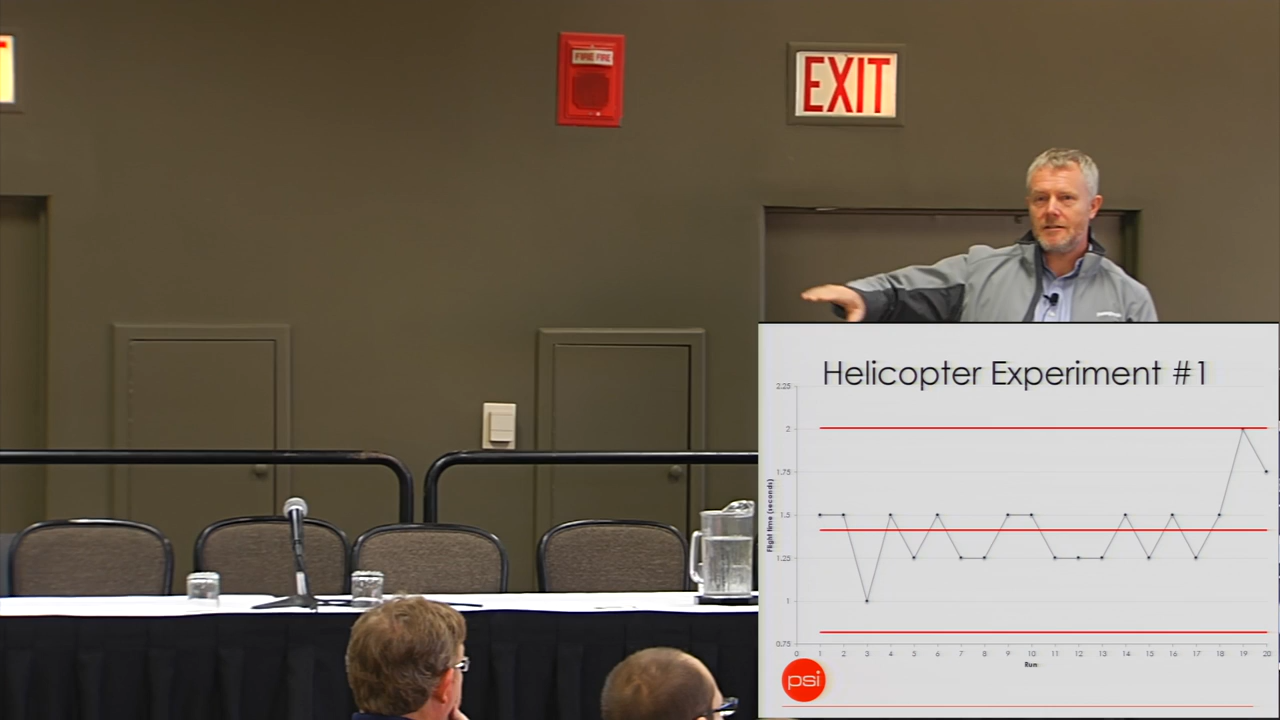 FIRE FIRE
EXIT
Helicopter Experiment #1
2.25
2
1.75
1.5
1.25
1
0.75
Flight time (seconds)
0 1 2 3 4 5 6 7 8 9 10 11 12 13 14 15 16 17 18 19 20
Run
psi